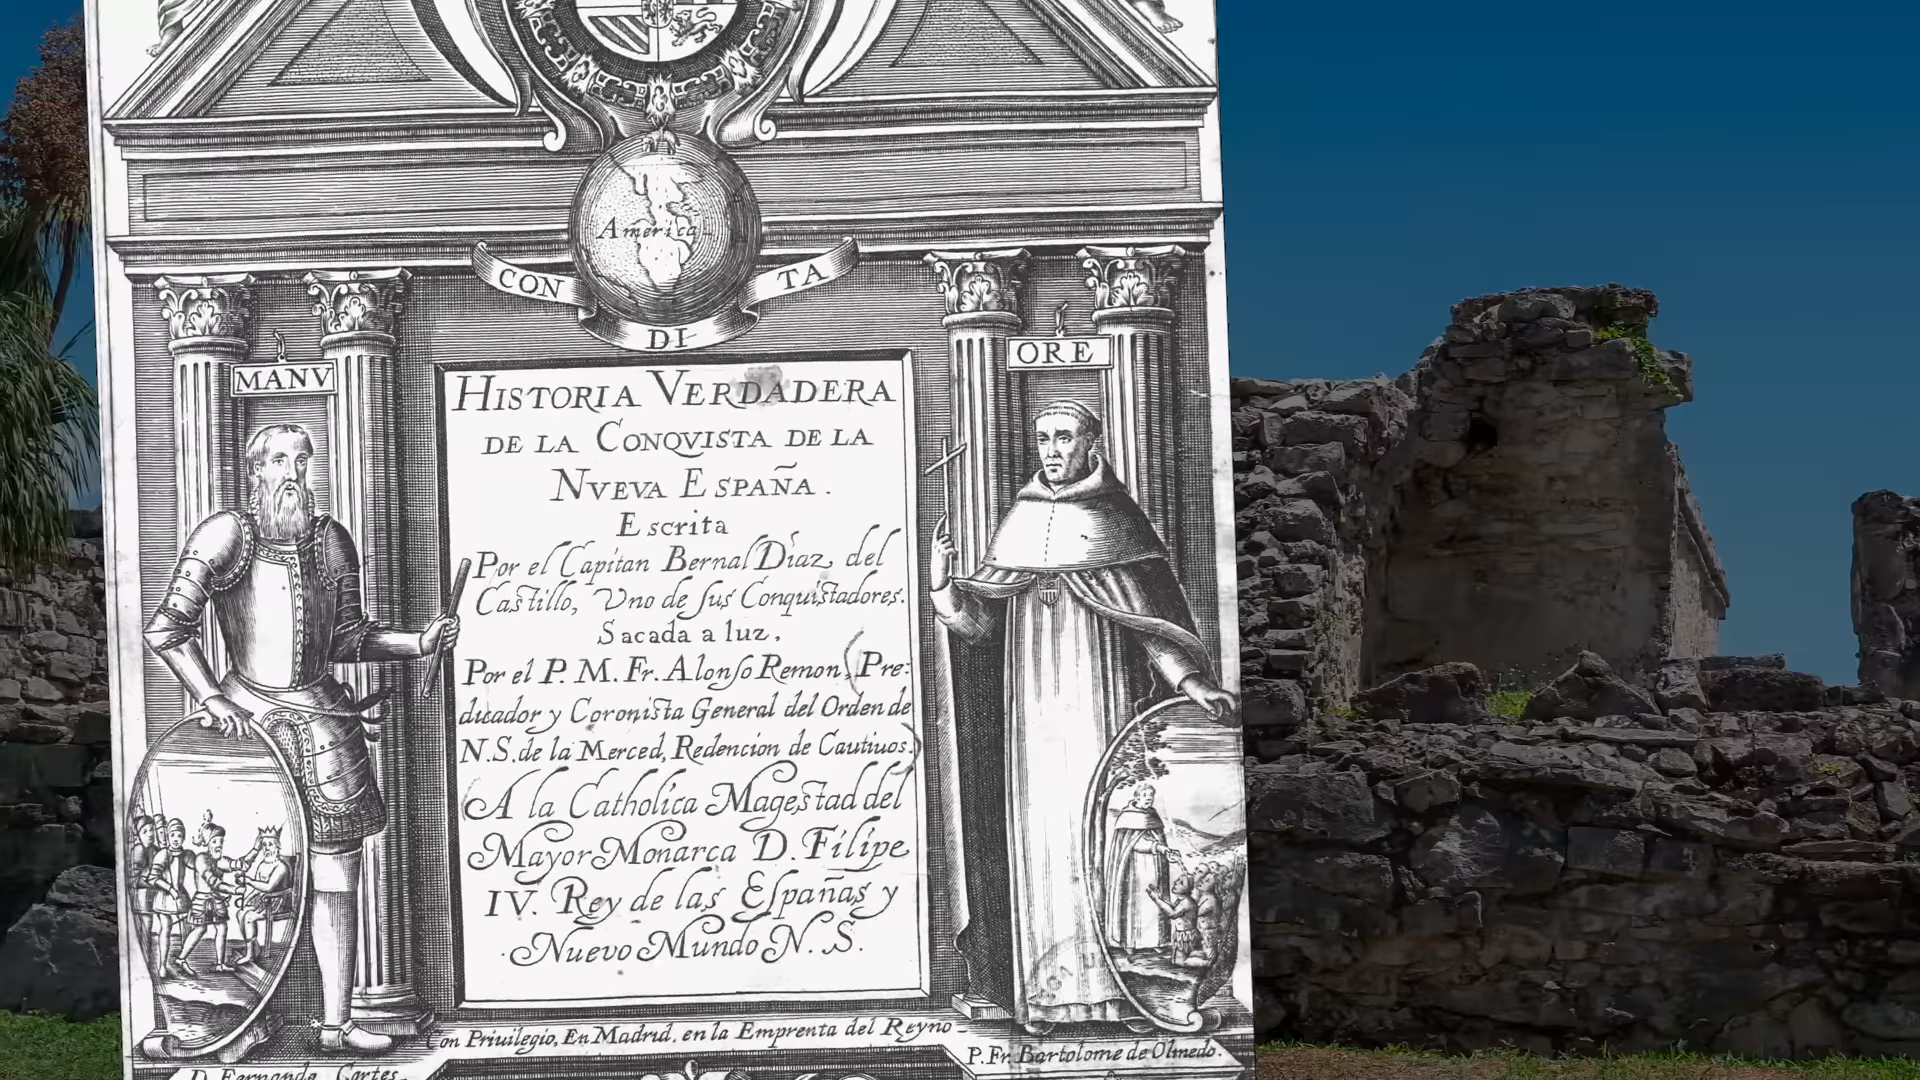 America
CON
DI
TA
MANV
ORE
HISTORIA VERDADERA
DE LA CONQVISTA DE LA
NVEVA ESPAÑA.
Escrita
Por el Capitan Bernal Diaz, del
Castillo, Vno de sus Conquistadores.
Sacada a luz,
Por el P. M. Fr. Alonso Remon, Pre-
dicador y Coronista General del Orden de
N.S. de la Merced, Redencion de Cautiuos.
A la Catholica Magestad del
Mayor Monarca D. Filipe
IV. Rey de las Españas y
Nuevo Mundo N.S.
Con Priuilegio, En Madrid, en la Emprenta del Reyno
D. Fernando Cortes
P. Fr. Bartolome de Olmedo.